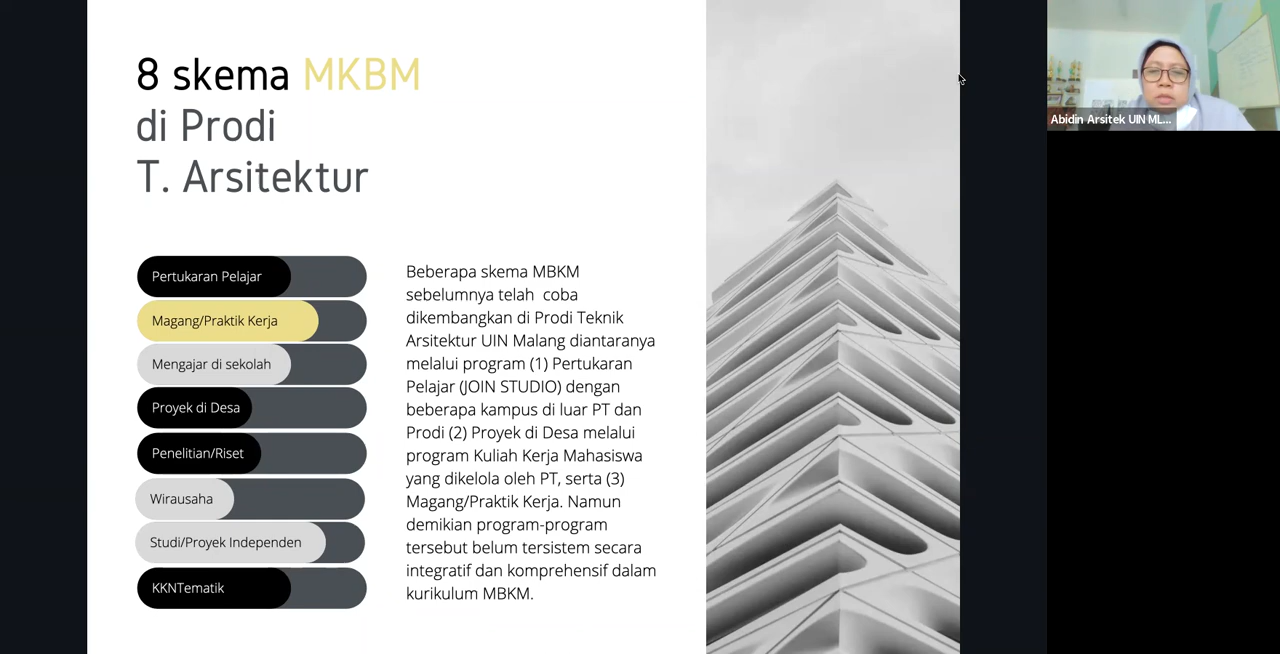 8 skema MKBM
di Prodi
T. Arsitektur
Pertukaran Pelajar
Magang/Praktik Kerja
Mengajar di sekolah
Proyek di Desa
Penelitian/Riset
Wirausaha
Studi/Proyek Independen
KKNTematik
Beberapa skema MBKM
sebelumnya telah coba
dikembangkan di Prodi Teknik
Arsitektur UIN Malang diantaranya
melalui program (1) Pertukaran
Pelajar (JOIN STUDIO) dengan
beberapa kampus di luar PT dan
Prodi (2) Proyek di Desa melalui
program Kuliah Kerja Mahasiswa
yang dikelola oleh PT, serta (3)
Magang/Praktik Kerja. Namun
demikian program-program
tersebut belum tersistem secara
integratif dan komprehensif dalam
kurikulum MBKM.
Abidin Arsitek UIN ML...